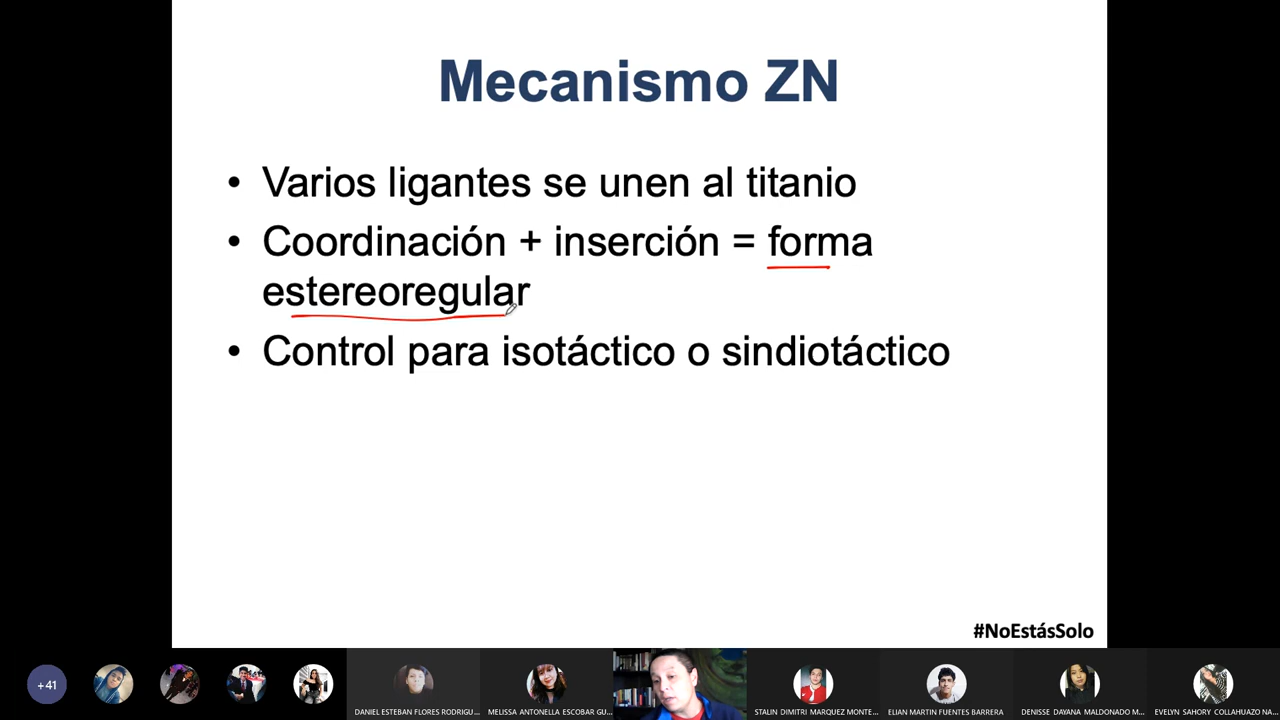 Mecanismo ZN
• Varios ligantes se unen al titanio
• Coordinación + inserción = forma
estereoregular
• Control para isotáctico o sindiotáctico
#NoEstásSolo
+41
DANIEL ESTEBAN FLORES RODRIGU...
MELISSA ANTONELLA ESCOBAR GU...
STALIN DIMITRI MARQUEZ MONTE...
ELIAN MARTIN FUENTES BARRERA
DENISSE DAYANA MALDONADO M...
EVELYN SAHORY COLLAHUAZO NA...